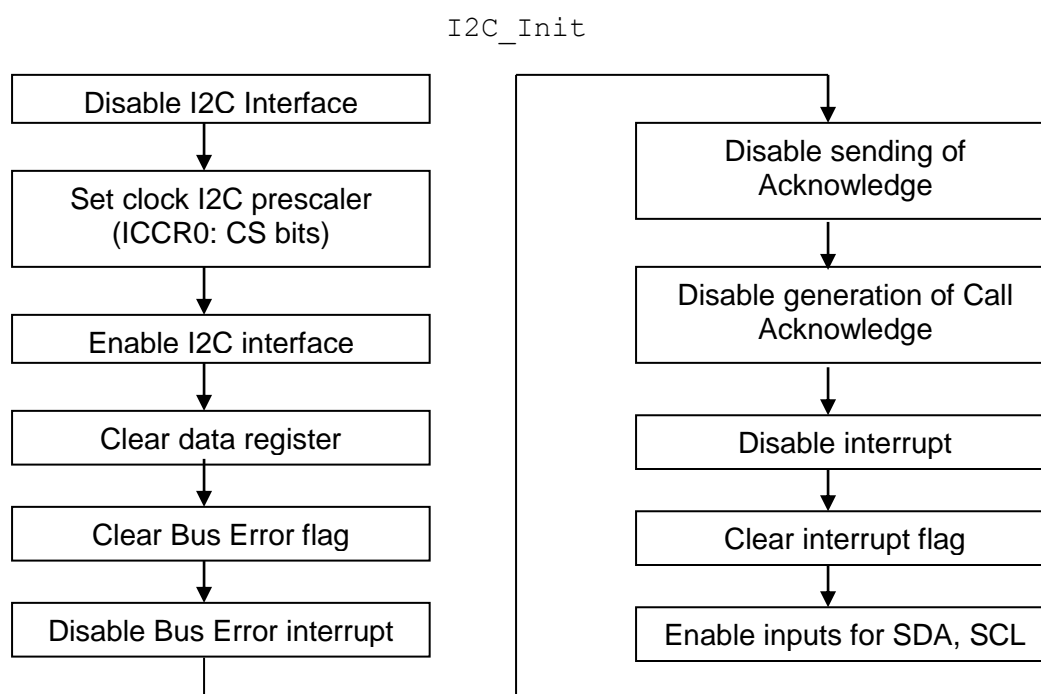 I2C_Init
Disable I2C Interface
Set clock I2C prescaler
(ICCR0: CS bits)
Enable I2C interface
Clear data register
Clear Bus Error flag
Disable Bus Error interrupt
Disable sending of
Acknowledge
Disable generation of Call
Acknowledge
Disable interrupt
Clear interrupt flag
Enable inputs for SDA, SCL